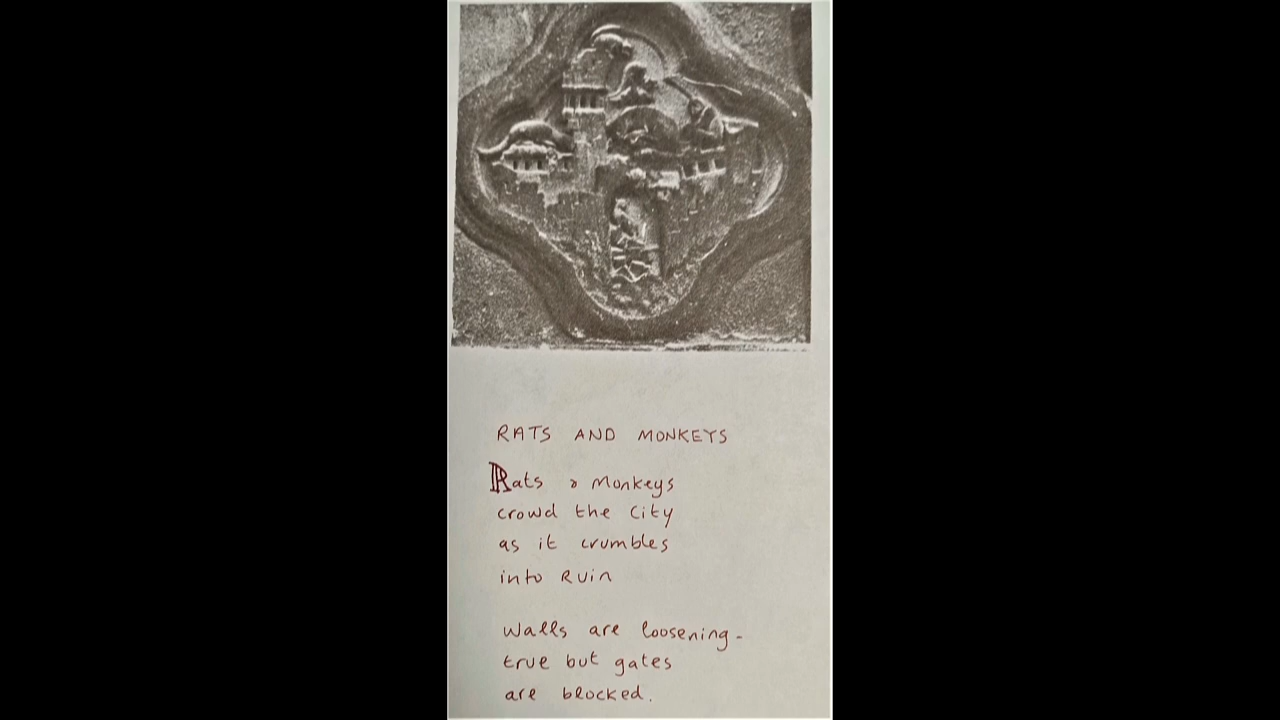 RATS AND MONKEYS
Rats & Monkeys
crowd the City
as it crumbles
into Ruin
Walls are loosening-
true but gates
are blocked.